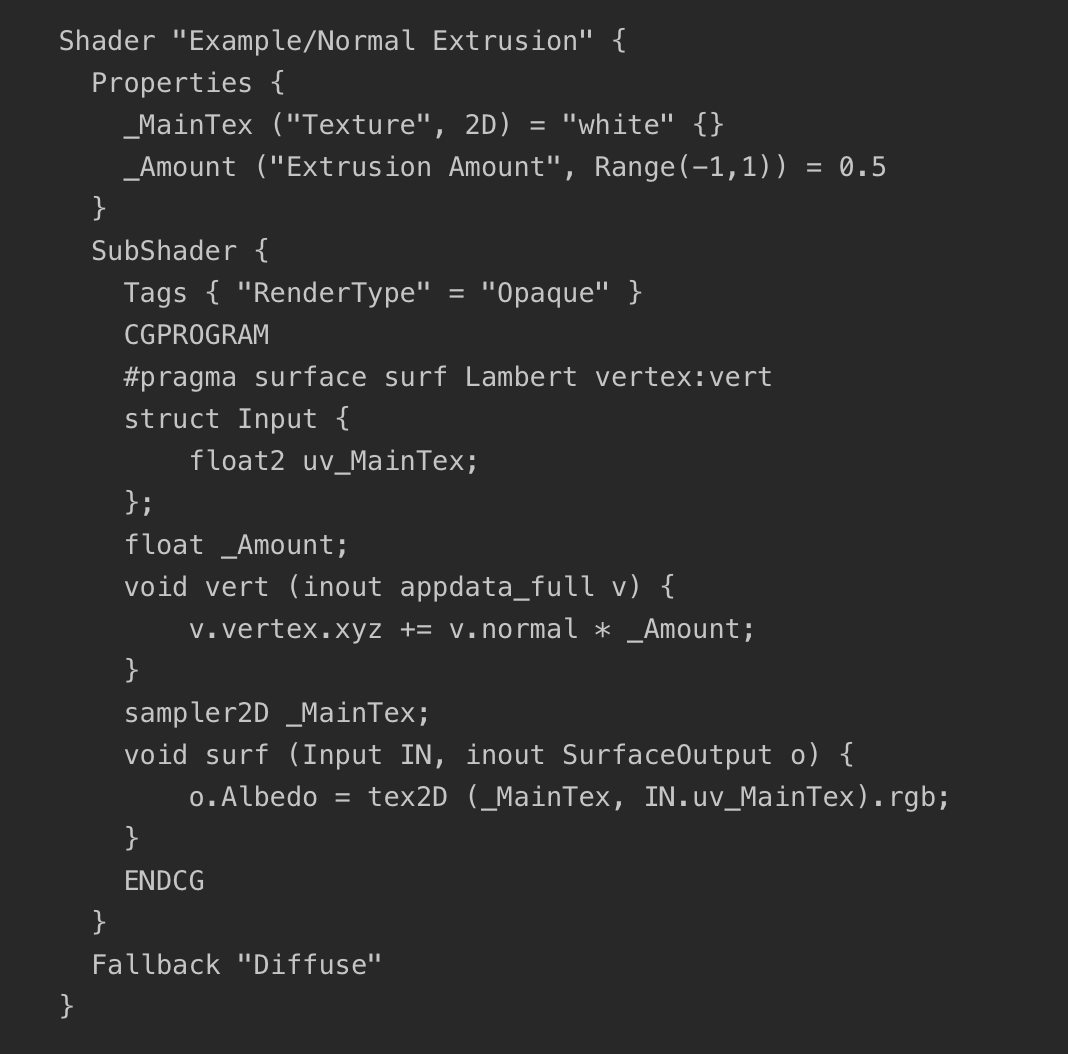 Shader "Example/Normal Extrusion" {
  Properties {
    _MainTex ("Texture", 2D) = "white" {}
    _Amount ("Extrusion Amount", Range(-1,1)) = 0.5
  }
  SubShader {
    Tags { "RenderType" = "Opaque" }
    CGPROGRAM
    #pragma surface surf Lambert vertex:vert
    struct Input {
        float2 uv_MainTex;
    };
    float _Amount;
    void vert (inout appdata_full v) {
        v.vertex.xyz += v.normal * _Amount;
    }
    sampler2D _MainTex;
    void surf (Input IN, inout SurfaceOutput o) {
        o.Albedo = tex2D (_MainTex, IN.uv_MainTex).rgb;
    }
    ENDCG
  }
  Fallback "Diffuse"
}